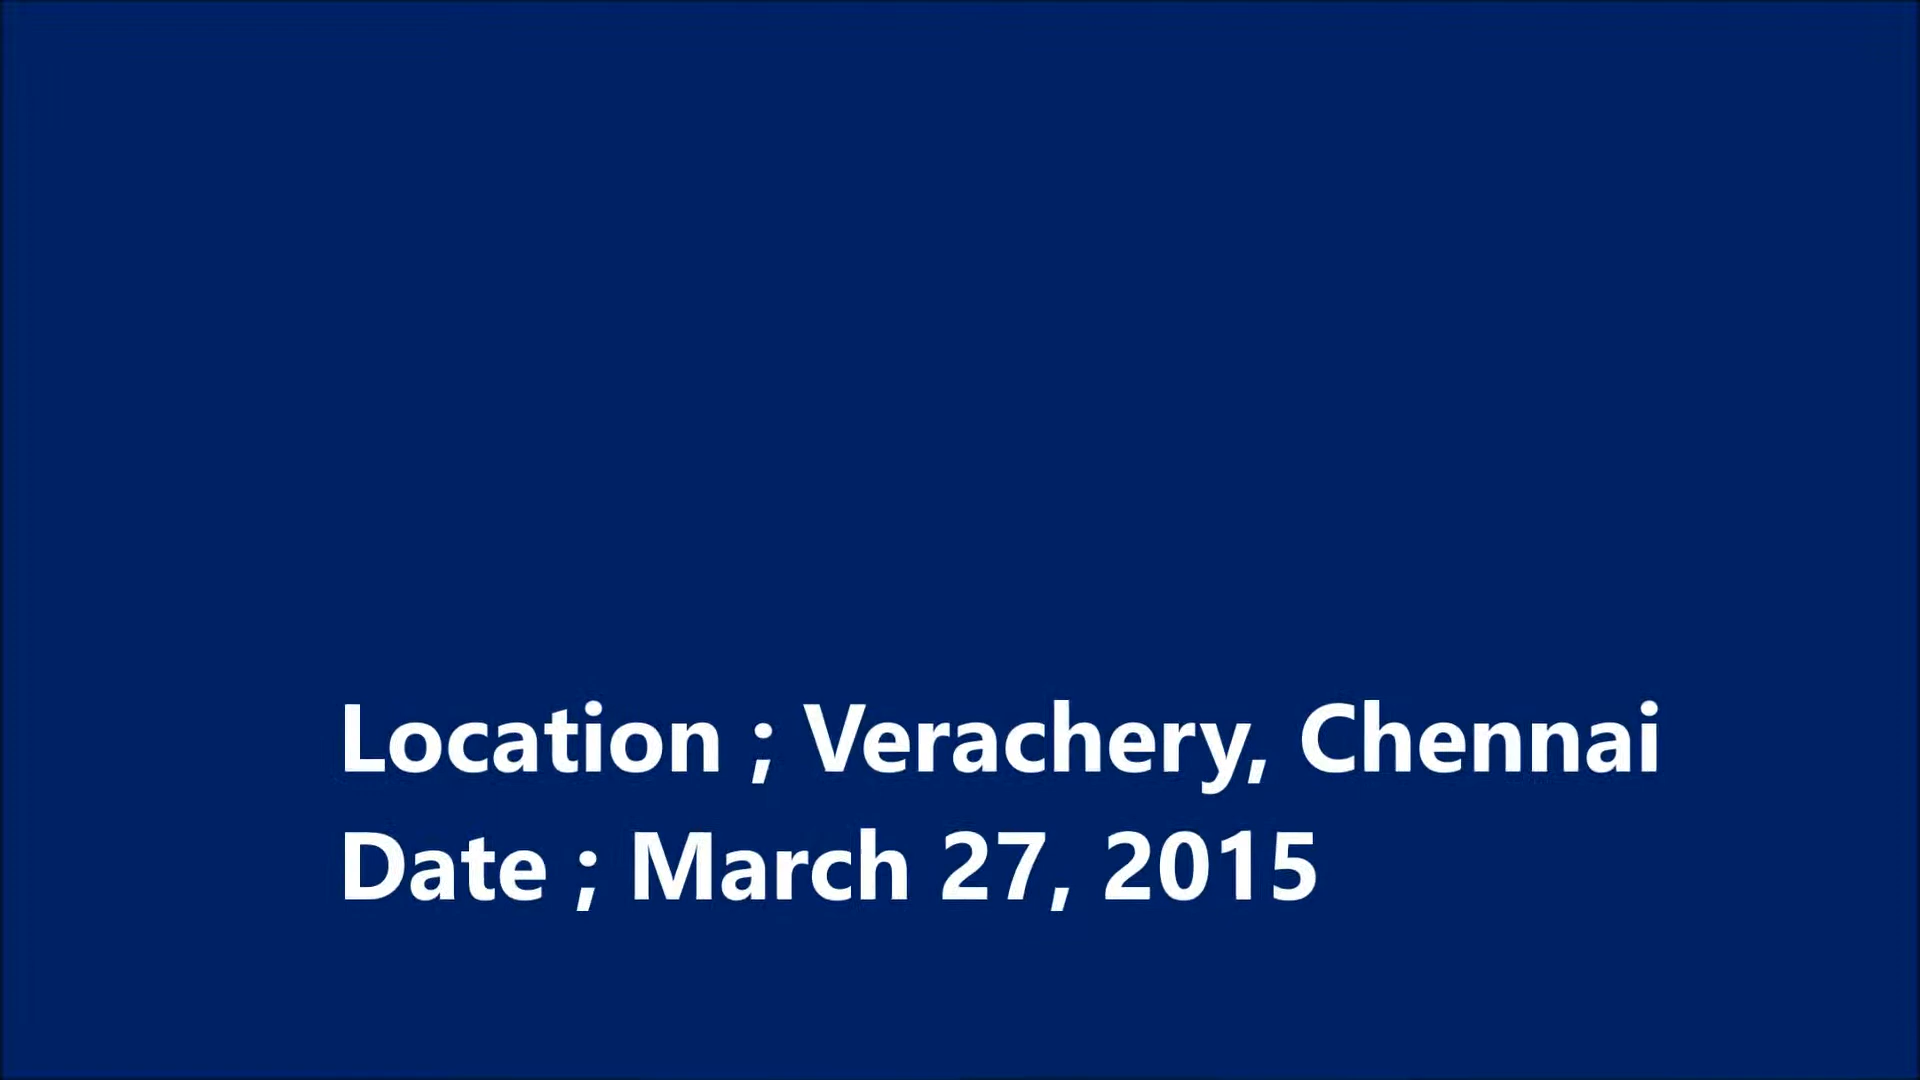 Location ; Verachery, Chennai
Date ; March 27, 2015